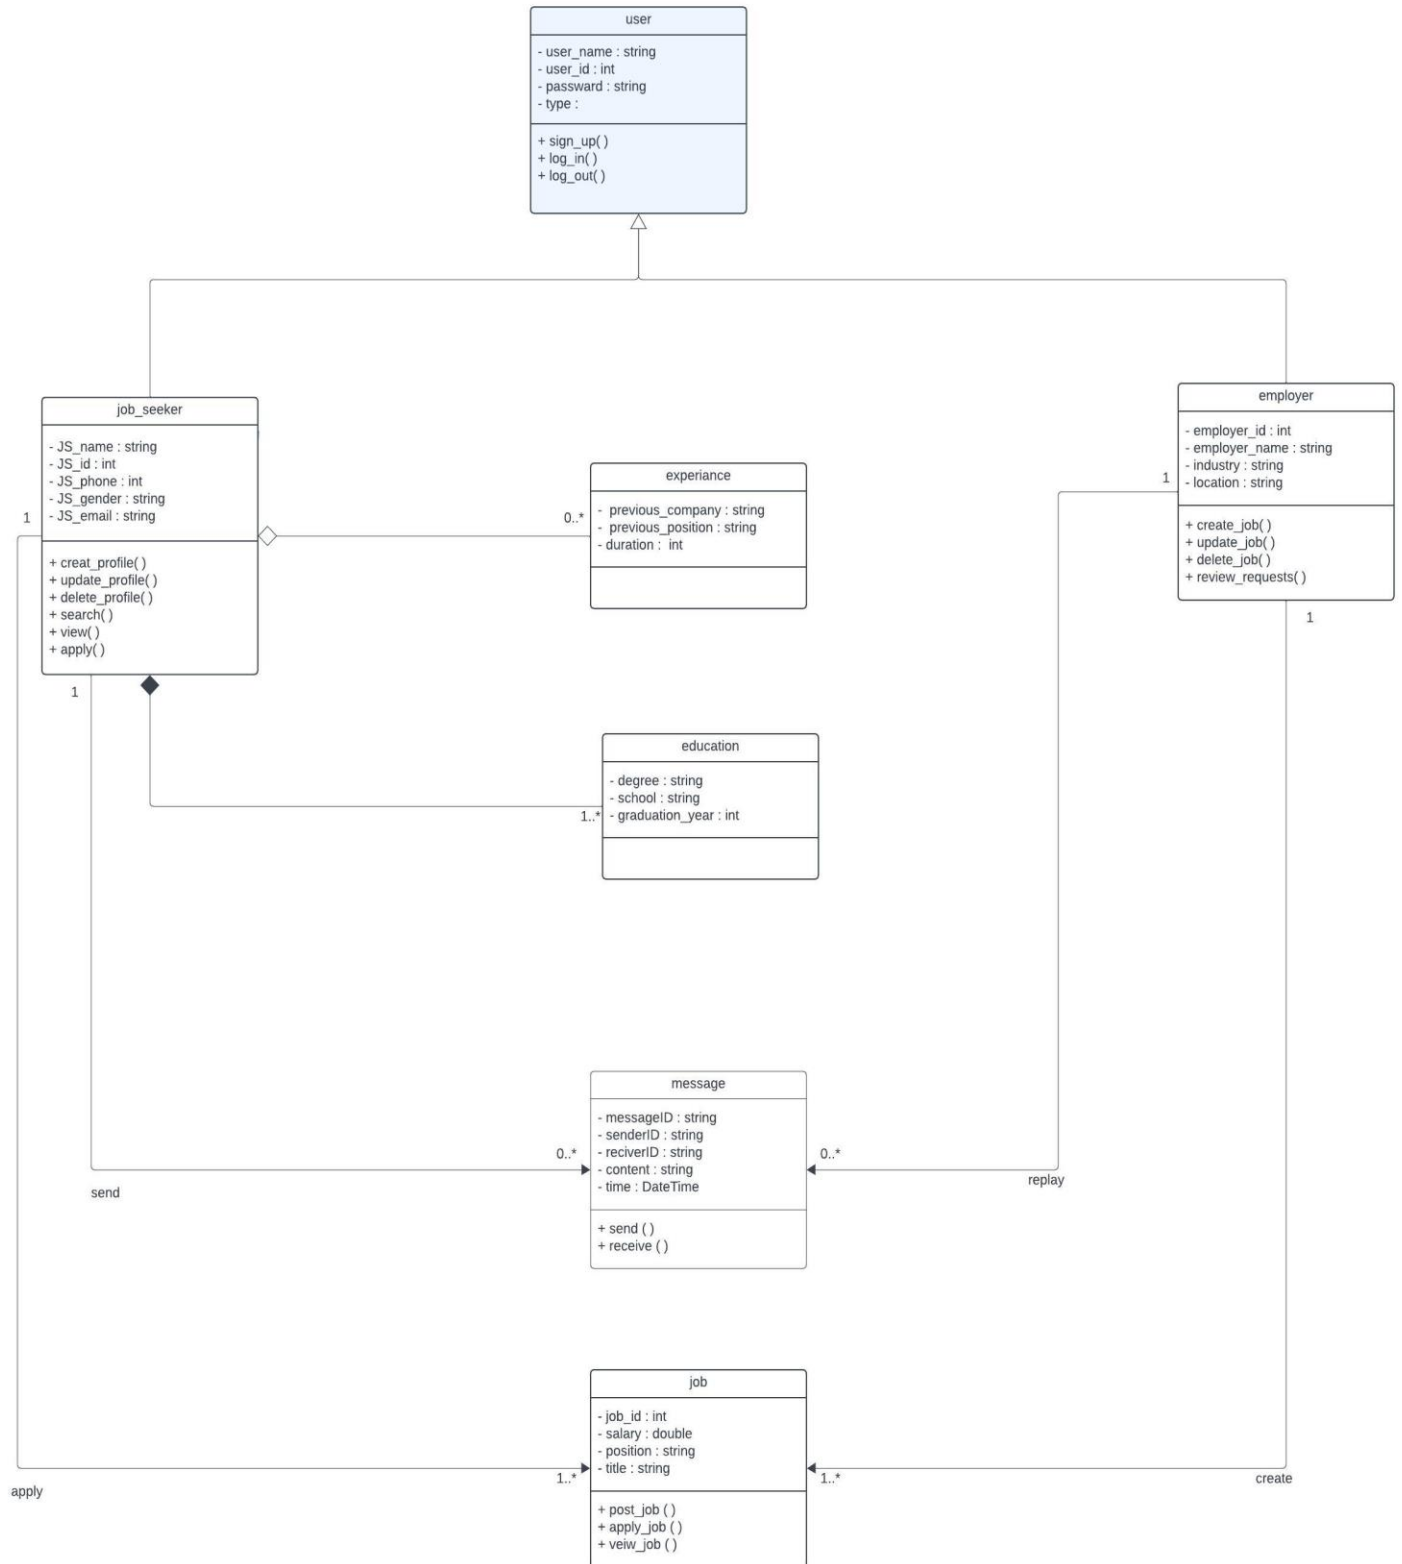 user
- user_name : string
- user_id : int
- passward : string
- type :
+ sign_up( )
+ log_in( )
+ log_out( )
job_seeker
- JS_name : string
- JS_id : int
- JS_phone : int
- JS_gender : string
- JS_email : string
+ creat_profile( )
+ update_profile( )
+ delete_profile( )
+ search( )
+ view( )
+ apply( )
1
1
experiance
- previous_company : string
- previous_position : string
- duration : int
0..*
employer
- employer_id : int
- employer_name : string
- industry : string
- location : string
+ create_job( )
+ update_job( )
+ delete_job( )
+ review_requests( )
1
1
education
- degree : string
- school : string
- graduation_year : int
1..*
message
- messageID : string
- senderID : string
- reciverID : string
- content : string
- time : DateTime
+ send ( )
+ receive ( )
0..*
0..*
send
replay
job
- job_id : int
- salary : double
- position : string
- title : string
+ post_job ( )
+ apply_job ( )
+ veiw_job ( )
1..*
1..*
apply
create